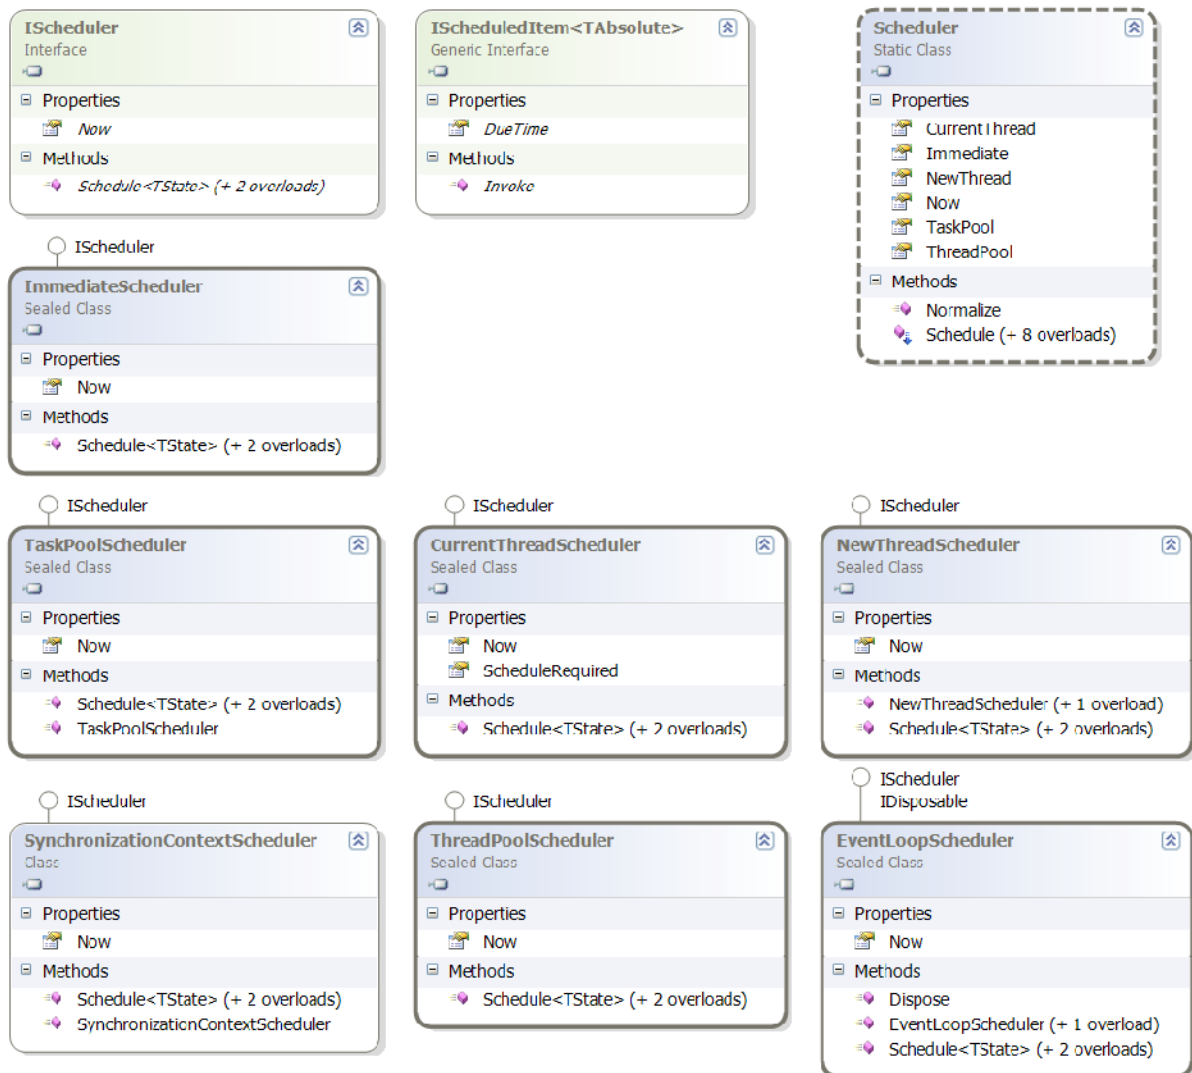 IScheduler
Interface
Properties
Now
Methods
Schedule<TState> (+ 2 overloads)
IScheduledItem<TAbsolute>
Generic Interface
Properties
DueTime
Methods
Invoke
Scheduler
Static Class
Properties
CurrentThread
Immediate
NewThread
Now
TaskPool
ThreadPool
Methods
Normalize
Schedule (+ 8 overloads)
IScheduler
ImmediateScheduler
Sealed Class
Properties
Now
Methods
Schedule<TState> (+ 2 overloads)
IScheduler
TaskPoolScheduler
Sealed Class
Properties
Now
Methods
Schedule<TState> (+ 2 overloads)
TaskPoolScheduler
IScheduler
CurrentThreadScheduler
Sealed Class
Properties
Now
ScheduleRequired
Methods
Schedule<TState> (+ 2 overloads)
IScheduler
NewThreadScheduler
Sealed Class
Properties
Now
Methods
NewThreadScheduler (+ 1 overload)
Schedule<TState> (+ 2 overloads)
IScheduler
SynchronizationContextScheduler
Class
Properties
Now
Methods
Schedule<TState> (+ 2 overloads)
SynchronizationContextScheduler
IScheduler
ThreadPoolScheduler
Sealed Class
Properties
Now
Methods
Schedule<TState> (+ 2 overloads)
IScheduler
IDisposable
EventLoopScheduler
Sealed Class
Properties
Now
Methods
Dispose
EventLoopScheduler (+ 1 overload)
Schedule<TState> (+ 2 overloads)